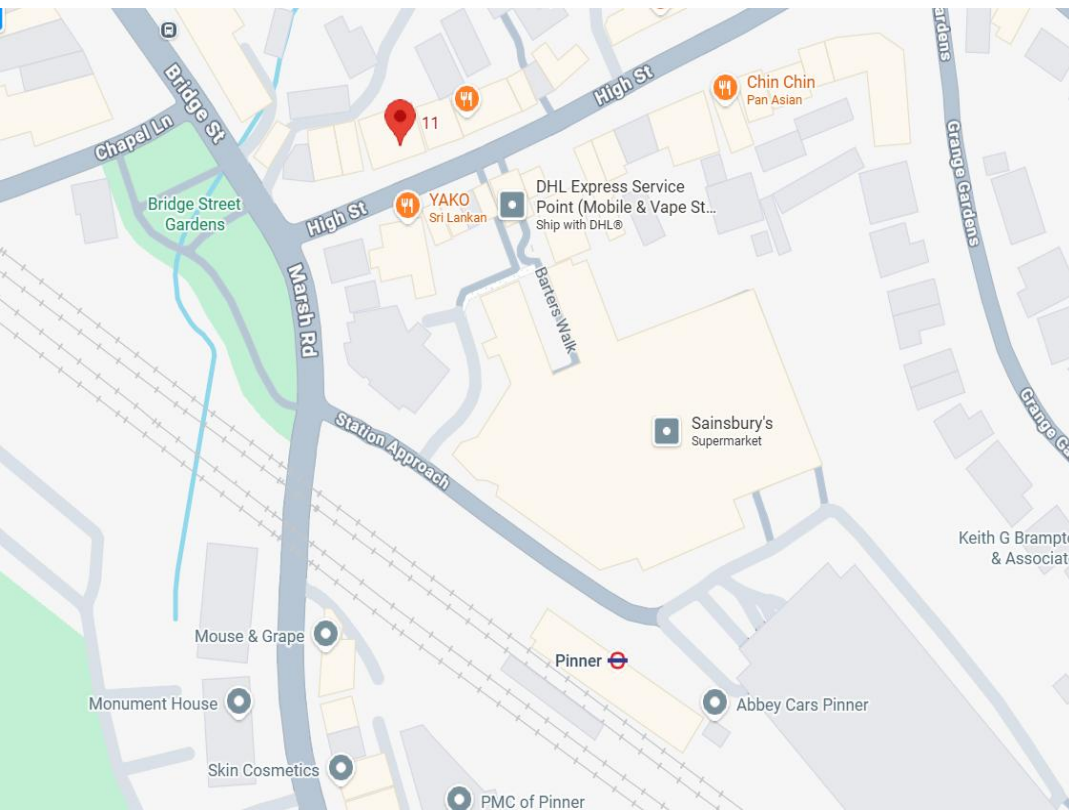 Bridge St
Chapel Ln
High St
Chin Chin
Pan Asian
11
Gardens
Grange Gardens
Bridge Street
Gardens
High St
YAKO
Sri Lankan
DHL Express Service
Point (Mobile & Vape St...
Ship with DHL®
Marsh Rd
Barters Walk
Station Approach
Sainsbury's
Supermarket
Grange Ga
Keith G Brampt
& Associat
Mouse & Grape
Pinner
Monument House
Abbey Cars Pinner
Skin Cosmetics
PMC of Pinner